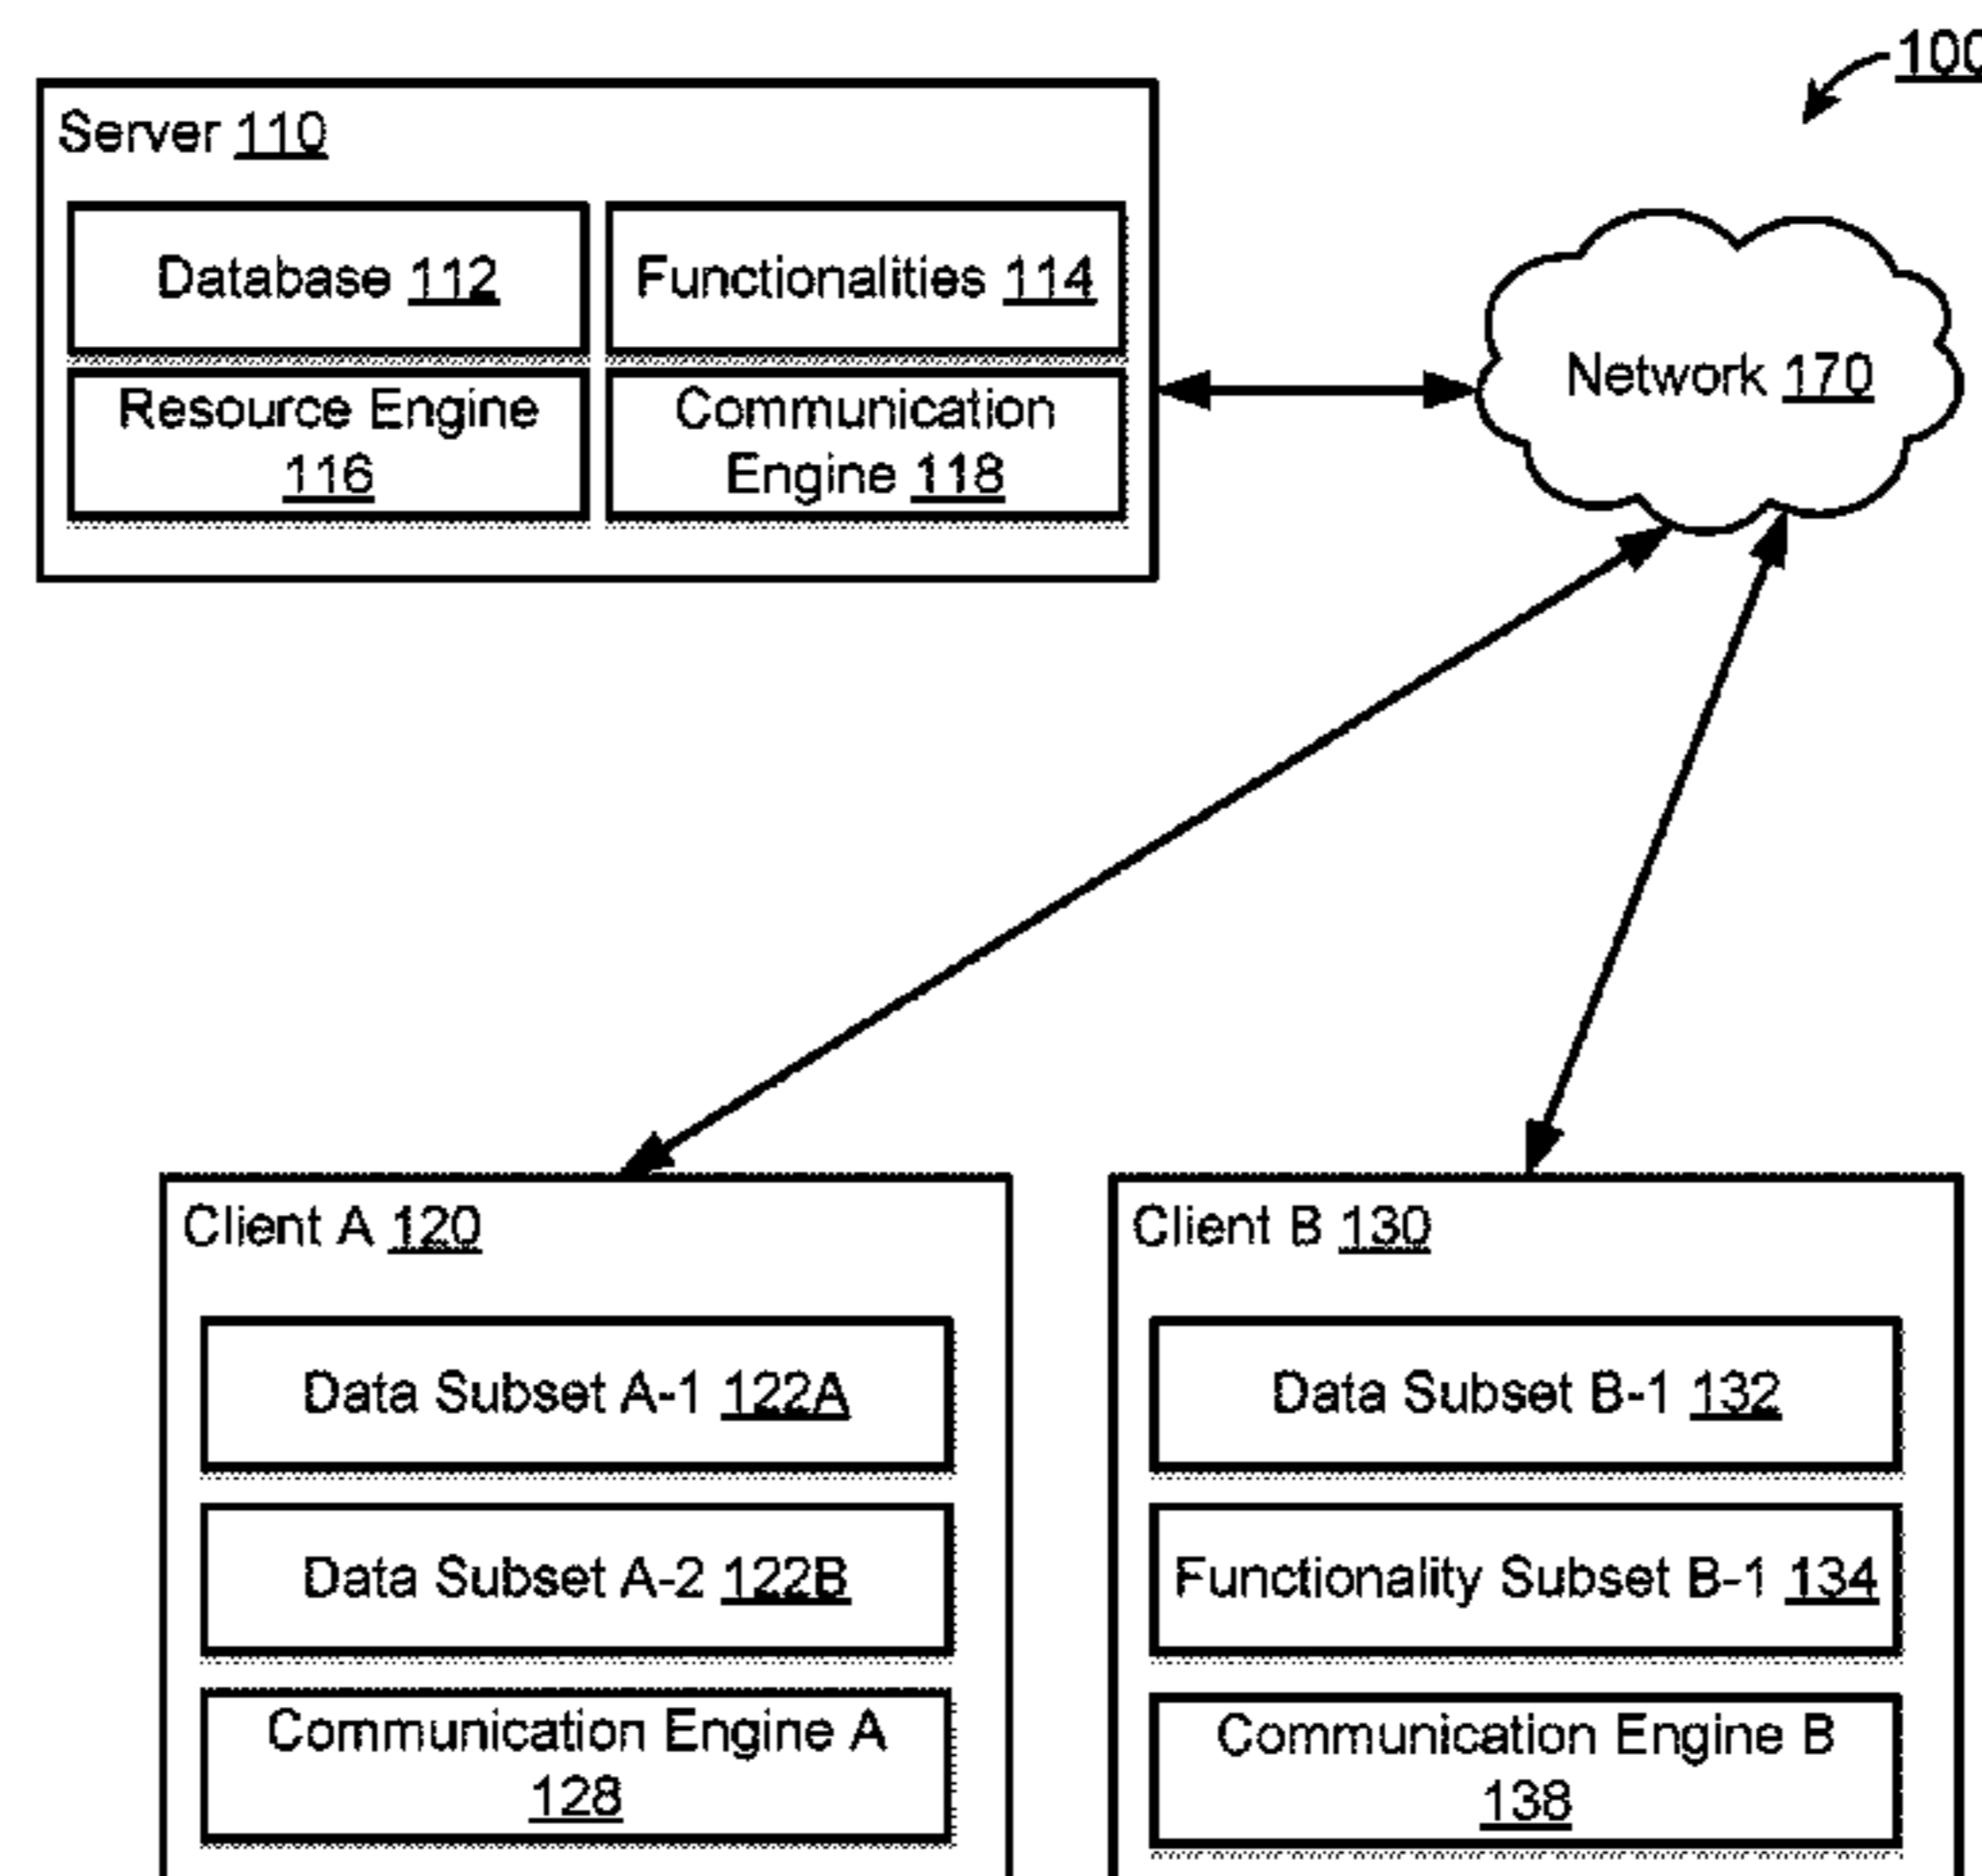 100
Server 110
Database 112
Functionalities 114
Resource Engine
116
Communication
Engine 118
Network 170
Client A 120
Data Subset A-1 122A
Data Subset A-2 122B
Communication Engine A
128
Client B 130
Data Subset B-1 132
Functionality Subset B-1 134
Communication Engine B
138